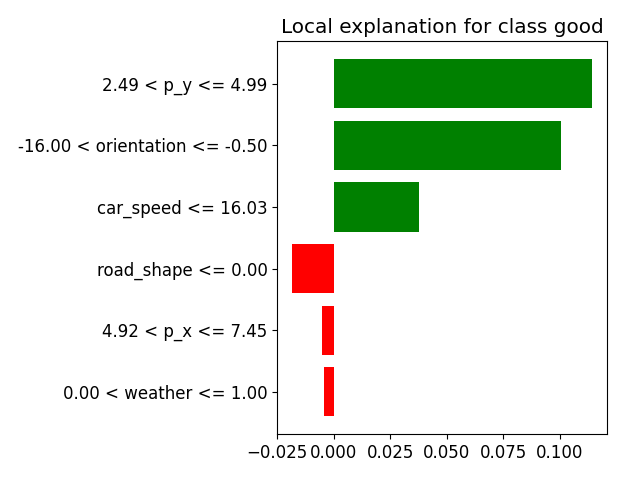 Local explanation for class good
2.49 < p_y <= 4.99
-16.00 < orientation <= -0.50
car_speed <= 16.03
road_shape <= 0.00
4.92 < p_x <= 7.45
0.00 < weather <= 1.00
−0.025 0.000 0.025 0.050 0.075 0.100